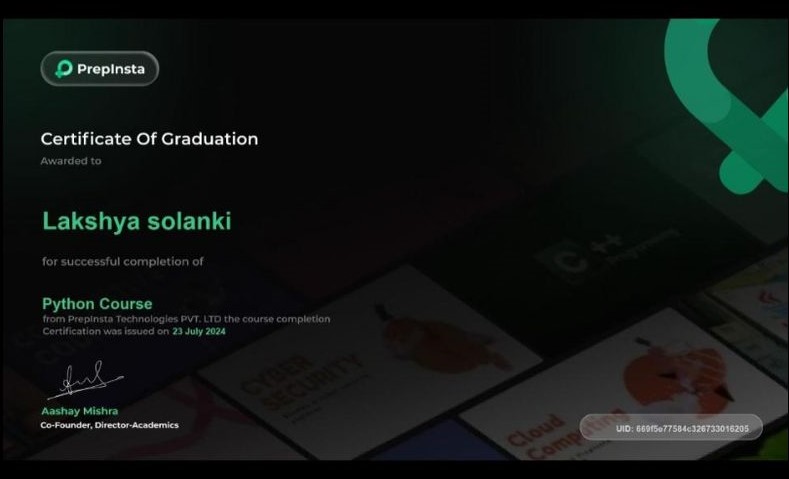 PrepInsta
Certificate Of Graduation
Awarded to
Lakshya solanki
for successful completion of
Python Course
from PrepInsta Technologies PVT. LTD the course completion
Certification was issued on 23 July 2024
Aashay Mishra
Co-Founder, Director-Academics
C++
Programming
CYBER
SECURITY
Cloud
Computing
UID: 669f5e77584c326733016205